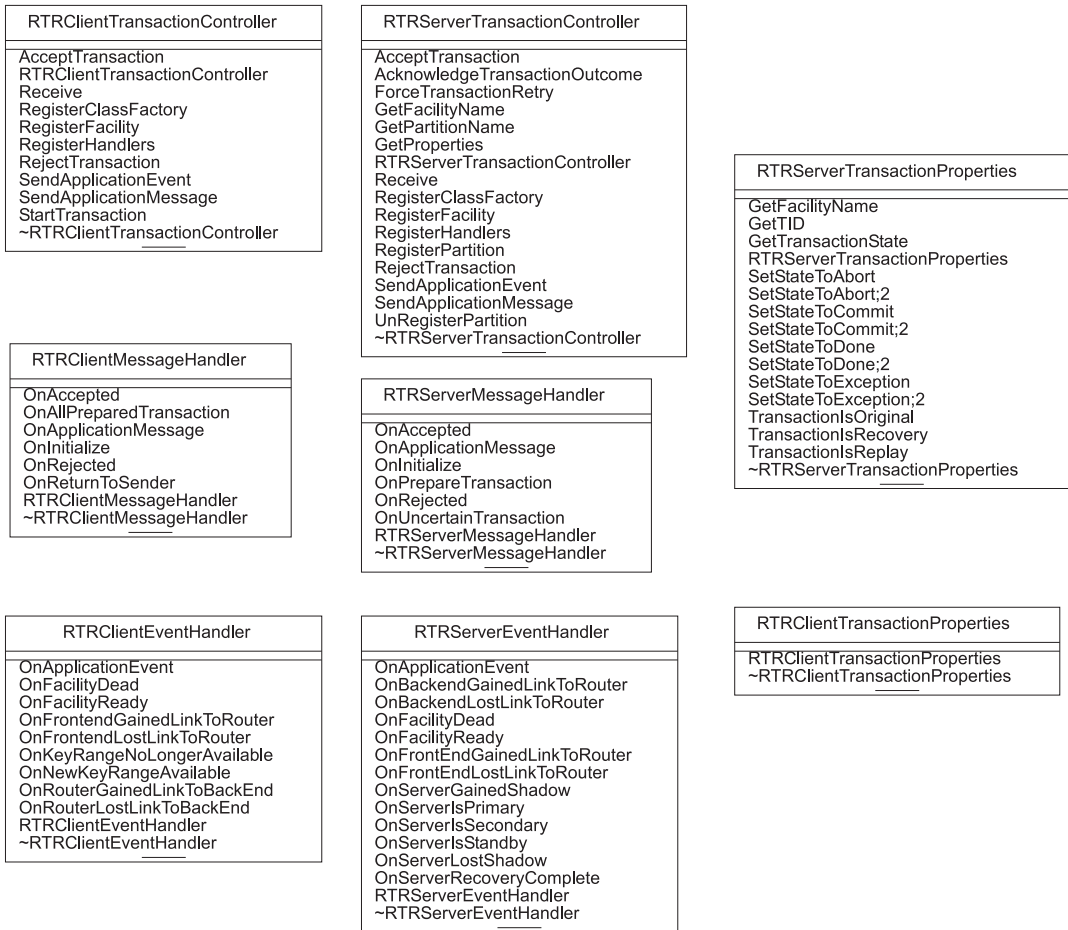 RTRClientTransactionController
AcceptTransaction
RTRClientTransactionController
Receive
RegisterClassFactory
RegisterFacility
RegisterHandlers
RejectTransaction
SendApplicationEvent
SendApplicationMessage
StartTransaction
~RTRClientTransactionController
RTRServerTransactionController
AcceptTransaction
AcknowledgeTransactionOutcome
ForceTransactionRetry
GetFacilityName
GetPartitionName
GetProperties
RTRServerTransactionController
Receive
RegisterClassFactory
RegisterFacility
RegisterHandlers
RegisterPartition
RejectTransaction
SendApplicationEvent
SendApplicationMessage
UnRegisterPartition
~RTRServerTransactionController
RTRServerTransactionProperties
GetFacilityName
GetTID
GetTransactionState
RTRServerTransactionProperties
SetStateToAbort
SetStateToAbort;2
SetStateToCommit
SetStateToCommit;2
SetStateToDone
SetStateToDone;2
SetStateToException
SetStateToException;2
TransactionIsOriginal
TransactionIsRecovery
TransactionIsReplay
~RTRServerTransactionProperties
RTRClientMessageHandler
OnAccepted
OnAllPreparedTransaction
OnApplicationMessage
OnInitialize
OnRejected
OnReturnToSender
RTRClientMessageHandler
~RTRClientMessageHandler
RTRServerMessageHandler
OnAccepted
OnApplicationMessage
OnInitialize
OnPrepareTransaction
OnRejected
OnUncertainTransaction
RTRServerMessageHandler
~RTRServerMessageHandler
RTRClientEventHandler
OnApplicationEvent
OnFacilityDead
OnFacilityReady
OnFrontendGainedLinkToRouter
OnFrontendLostLinkToRouter
OnKeyRangeNoLongerAvailable
OnNewKeyRangeAvailable
OnRouterGainedLinkToBackEnd
OnRouterLostLinkToBackEnd
RTRClientEventHandler
~RTRClientEventHandler
RTRServerEventHandler
OnApplicationEvent
OnBackendGainedLinkToRouter
OnBackendLostLinkToRouter
OnFacilityDead
OnFacilityReady
OnFrontEndGainedLinkToRouter
OnFrontEndLostLinkToRouter
OnServerGainedShadow
OnServerIsPrimary
OnServerIsSecondary
OnServerIsStandby
OnServerLostShadow
OnServerRecoveryComplete
RTRServerEventHandler
~RTRServerEventHandler
RTRClientTransactionProperties
RTRClientTransactionProperties
~RTRClientTransactionProperties